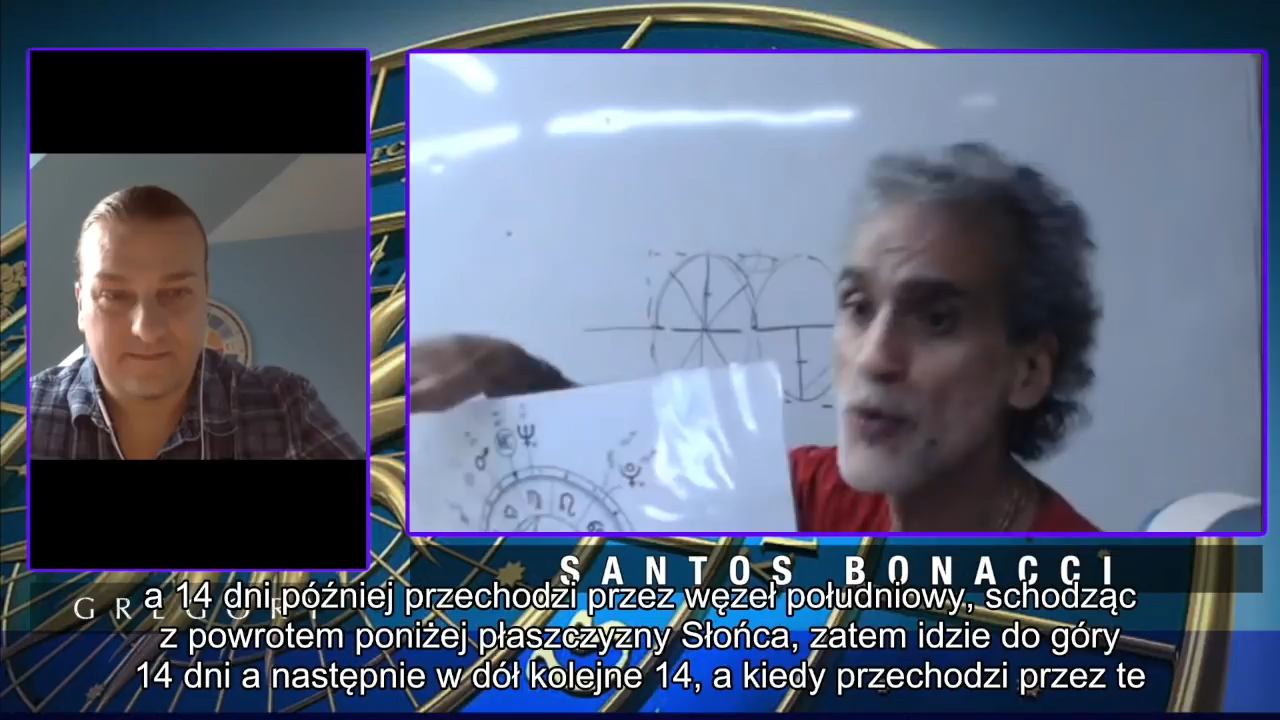 SANTOS BONACCI
GREGOR
a 14 dni później przechodzi przez węzeł południowy, schodząc
z powrotem poniżej płaszczyzny Słońca, zatem idzie do góry
14 dni a następnie w dół kolejne 14, a kiedy przechodzi przez te